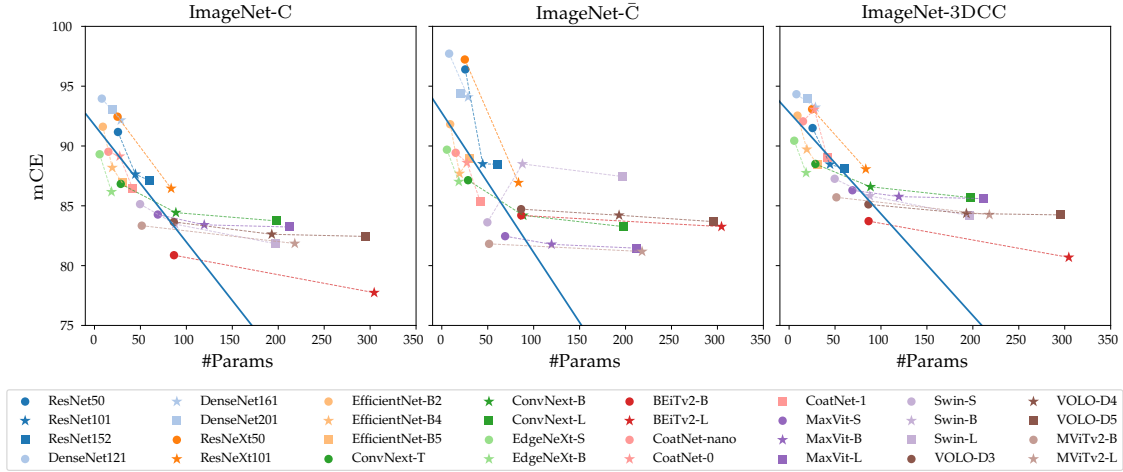 ImageNet-C ImageNet-C̄ ImageNet-3DCC
100
95
90
85
80
75
mCE
0 50 100 150 200 250 300 350 0 50 100 150 200 250 300 350 0 50 100 150 200 250 300 350
#Params #Params #Params
ResNet50 DenseNet161 EfficientNet-B2 ConvNext-B BEiTv2-B CoatNet-1 Swin-S VOLO-D4
ResNet101 DenseNet201 EfficientNet-B4 ConvNext-L BEiTv2-L MaxVit-S Swin-B VOLO-D5
ResNet152 ResNeXt50 EfficientNet-B5 EdgeNeXt-S CoatNet-nano MaxVit-B Swin-L MViTv2-B
DenseNet121 ResNeXt101 ConvNext-T EdgeNeXt-B CoatNet-0 MaxVit-L VOLO-D3 MViTv2-L